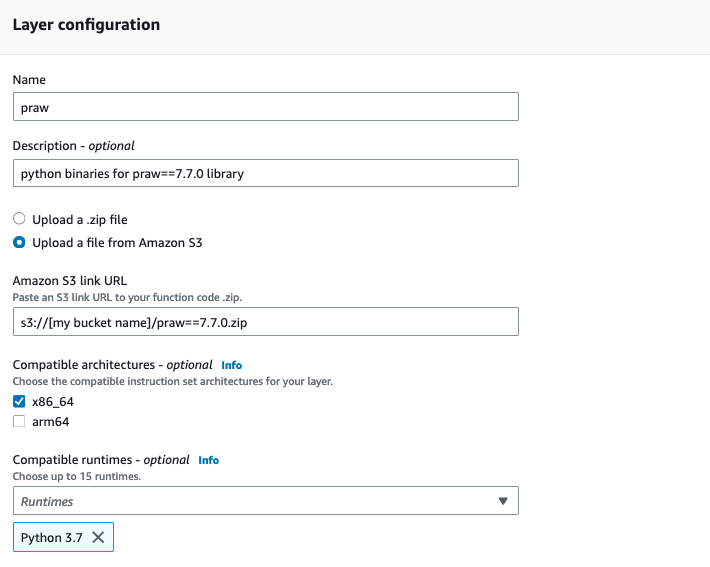 Layer configuration
Name
praw
Description - optional
python binaries for praw==7.7.0 library
Upload a .zip file
Upload a file from Amazon S3
Amazon S3 link URL
Paste an S3 link URL to your function code .zip.
s3://[my bucket name]/praw==7.7.0.zip
Compatible architectures - optional Info
Choose the compatible instruction set architectures for your layer.
x86_64
arm64
Compatible runtimes - optional Info
Choose up to 15 runtimes.
Runtimes
Python 3.7